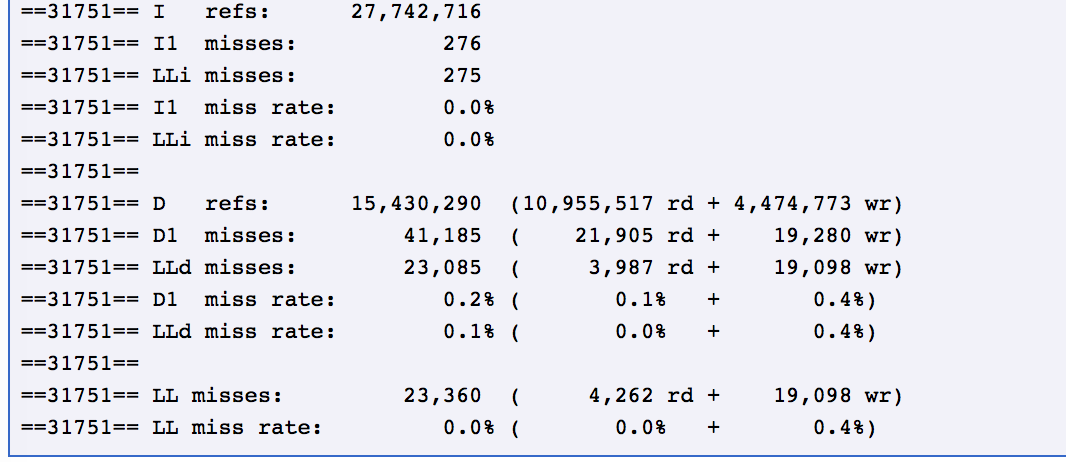 ==31751== I   refs:      27,742,716
==31751== I1  misses:           276
==31751== LLi misses:           275
==31751== I1  miss rate:        0.0%
==31751== LLi miss rate:        0.0%
==31751==
==31751== D   refs:      15,430,290  (10,955,517 rd + 4,474,773 wr)
==31751== D1  misses:        41,185  (    21,905 rd +    19,280 wr)
==31751== LLd misses:        23,085  (     3,987 rd +    19,098 wr)
==31751== D1  miss rate:        0.2% (       0.1%   +       0.4%)
==31751== LLd miss rate:        0.1% (       0.0%   +       0.4%)
==31751==
==31751== LL misses:         23,360  (     4,262 rd +    19,098 wr)
==31751== LL miss rate:         0.0% (       0.0%   +       0.4%)